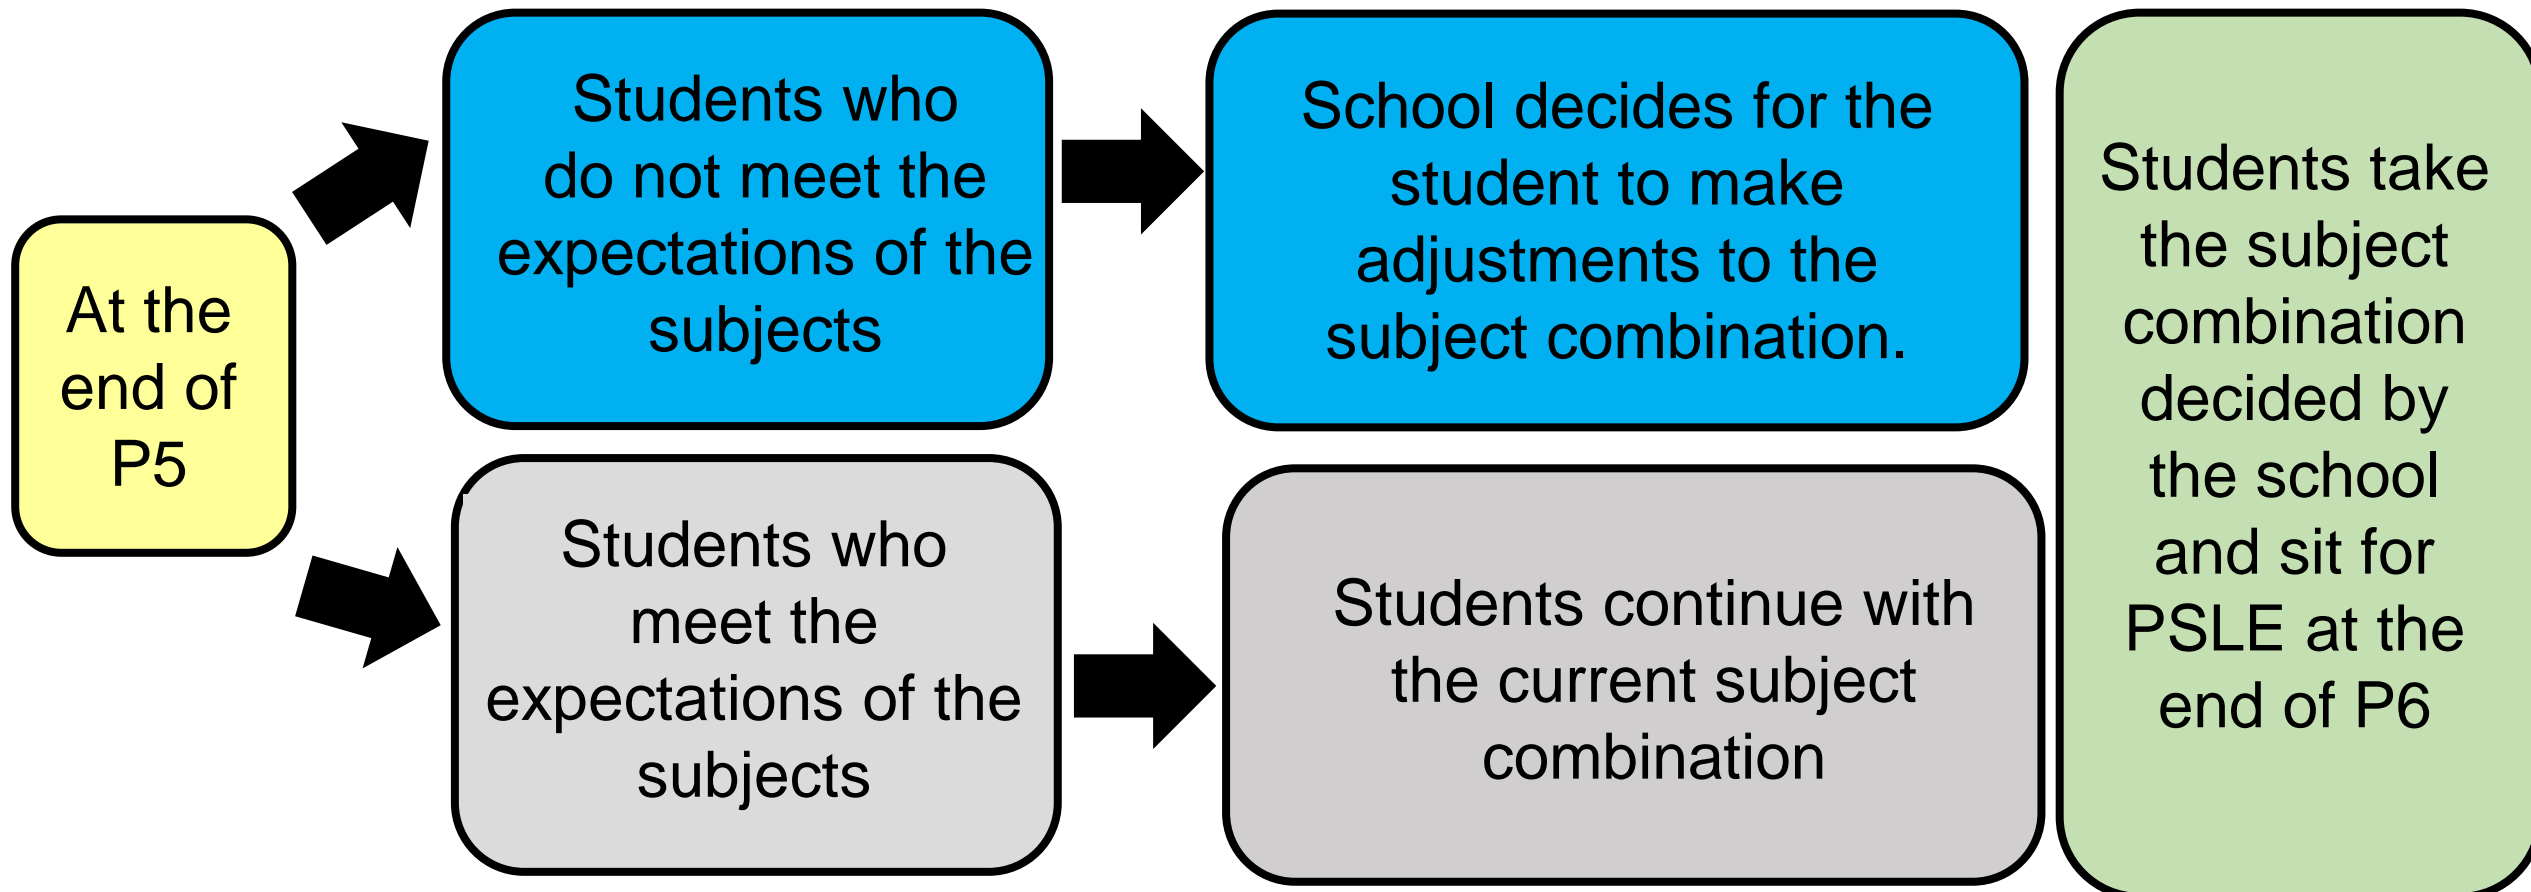 At the
end of
P5
Students who
do not meet the
expectations of the
subjects
School decides for the
student to make
adjustments to the
subject combination.
Students who
meet the
expectations of the
subjects
Students continue with
the current subject
combination
Students take
the subject
combination
decided by
the school
and sit for
PSLE at the
end of P6